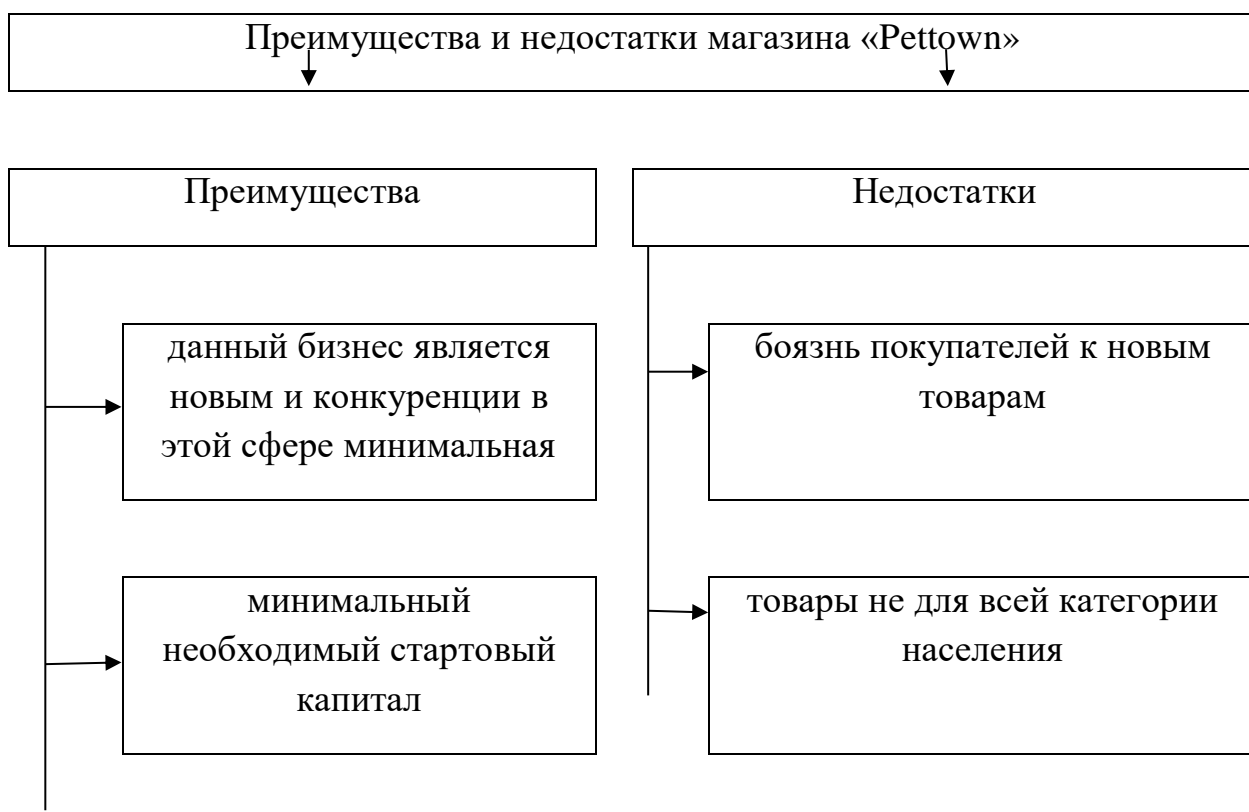 Преимущества и недостатки магазина «Pettown»
Преимущества
Недостатки
данный бизнес является
новым и конкуренции в
этой сфере минимальная
боязнь покупателей к новым
товарам
минимальный
необходимый стартовый
капитал
товары не для всей категории
населения